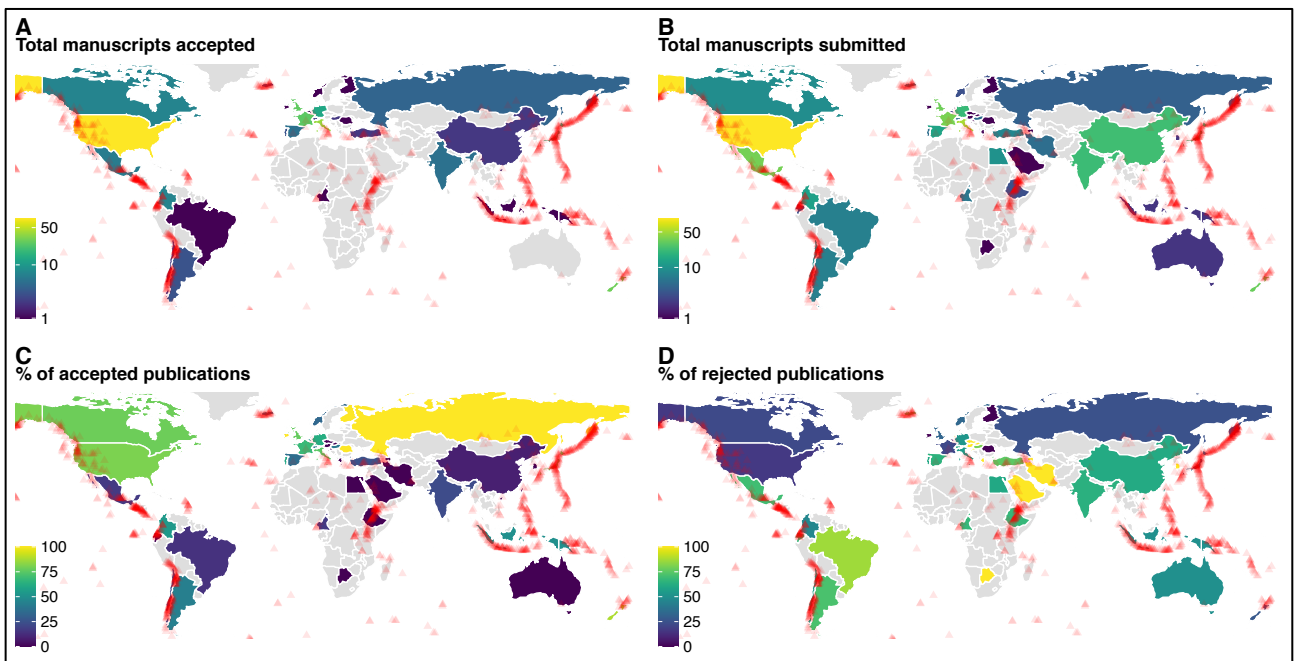 A
Total manuscripts accepted
50
10
1
B
Total manuscripts submitted
50
10
1
C
% of accepted publications
100
75
50
25
0
D
% of rejected publications
100
75
50
25
0